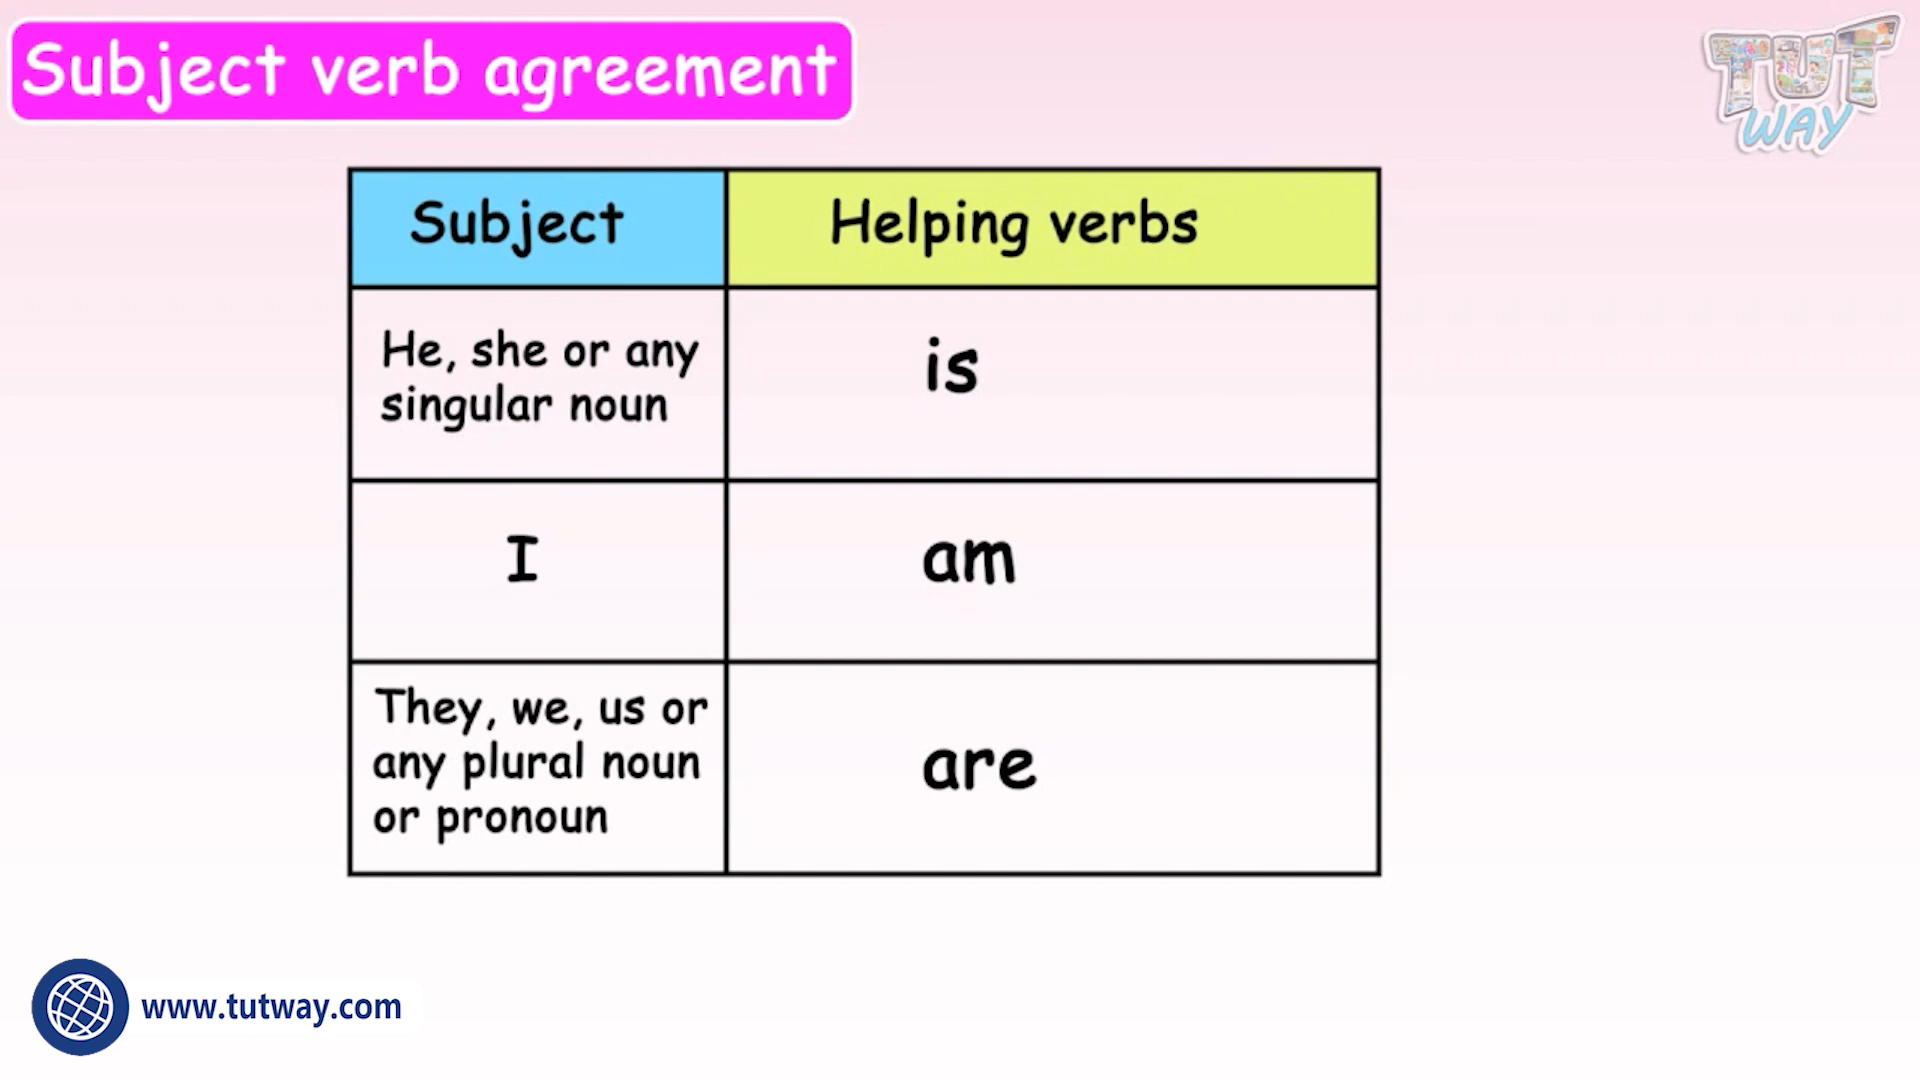 Subject verb agreement
TUT
WAY
Subject
Helping verbs
He, she or any
singular noun
is
I
am
They, we, us or
any plural noun
or pronoun
are
www.tutway.com